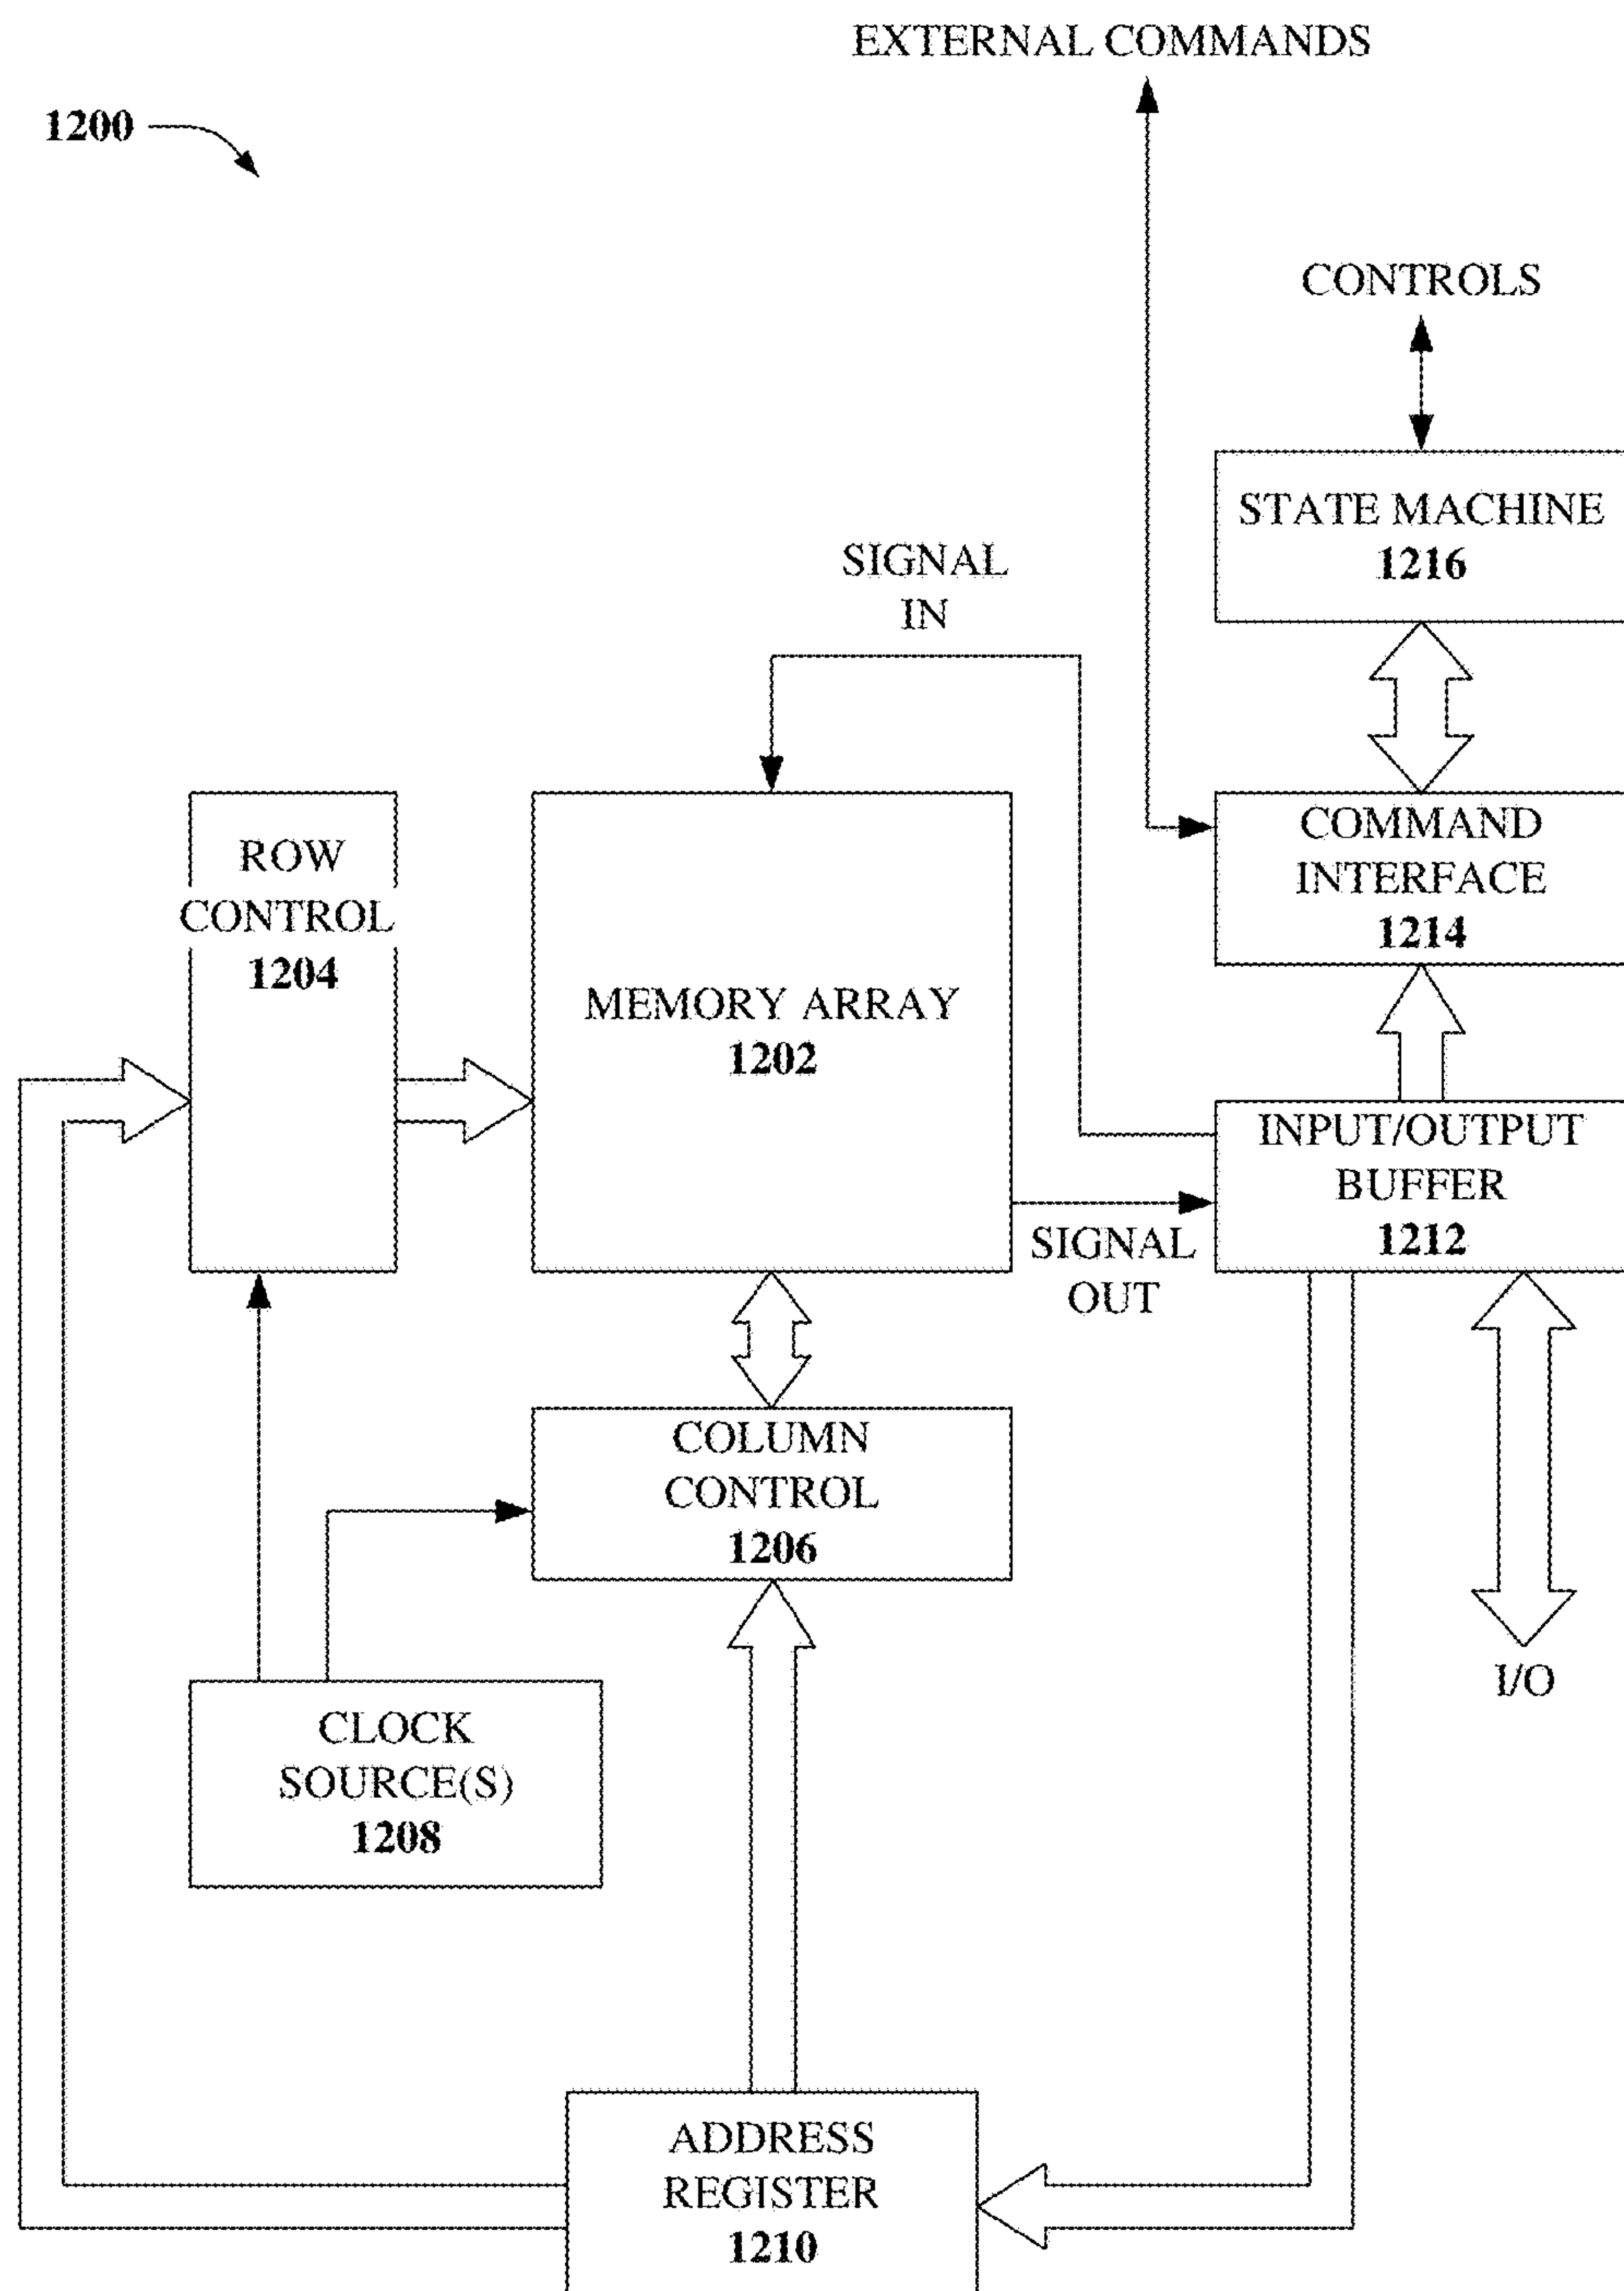 EXTERNAL COMMANDS
1200
CONTROLS
STATE MACHINE
1216
SIGNAL
IN
ROW
CONTROL
1204
MEMORY ARRAY
1202
COMMAND
INTERFACE
1214
INPUT/OUTPUT
BUFFER
1212
SIGNAL
OUT
COLUMN
CONTROL
1206
I/O
CLOCK
SOURCE(S)
1208
ADDRESS
REGISTER
1210